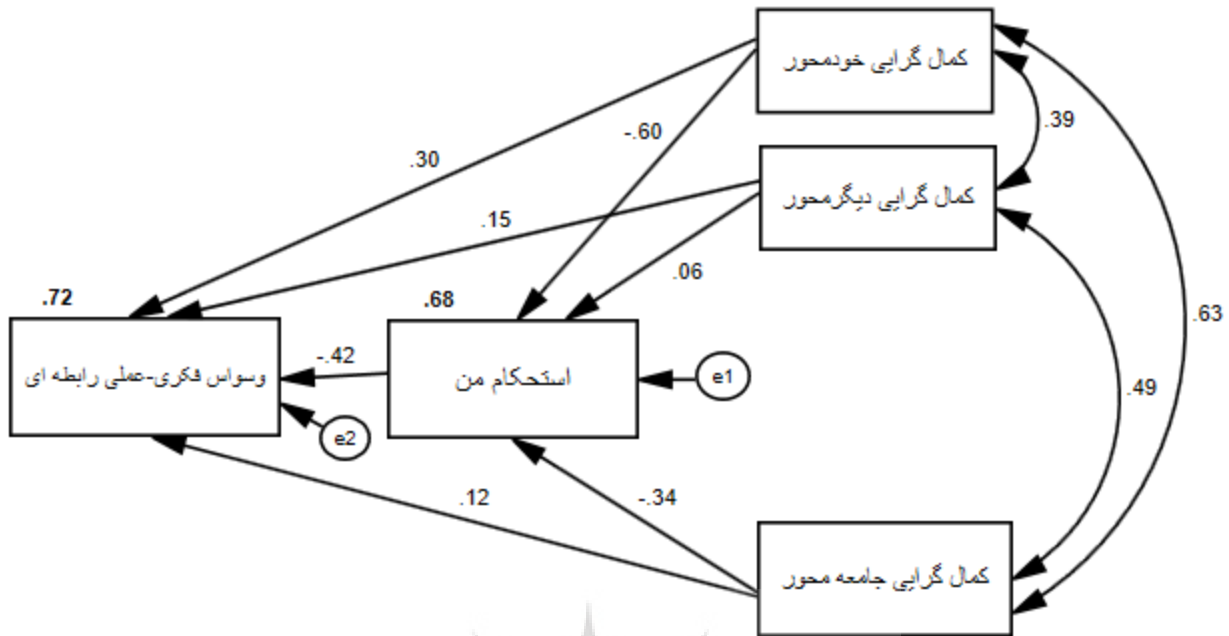 کمال گرایی خودمحور
.39
-.60
.30
کمال گرایی دیگرمحور
.15
.06
.63
.72
.68
-.42
وسواس فکری-عملی رابطه ای
استحکام من
e1
.49
e2
.12
-.34
کمال گرایی جامعه محور